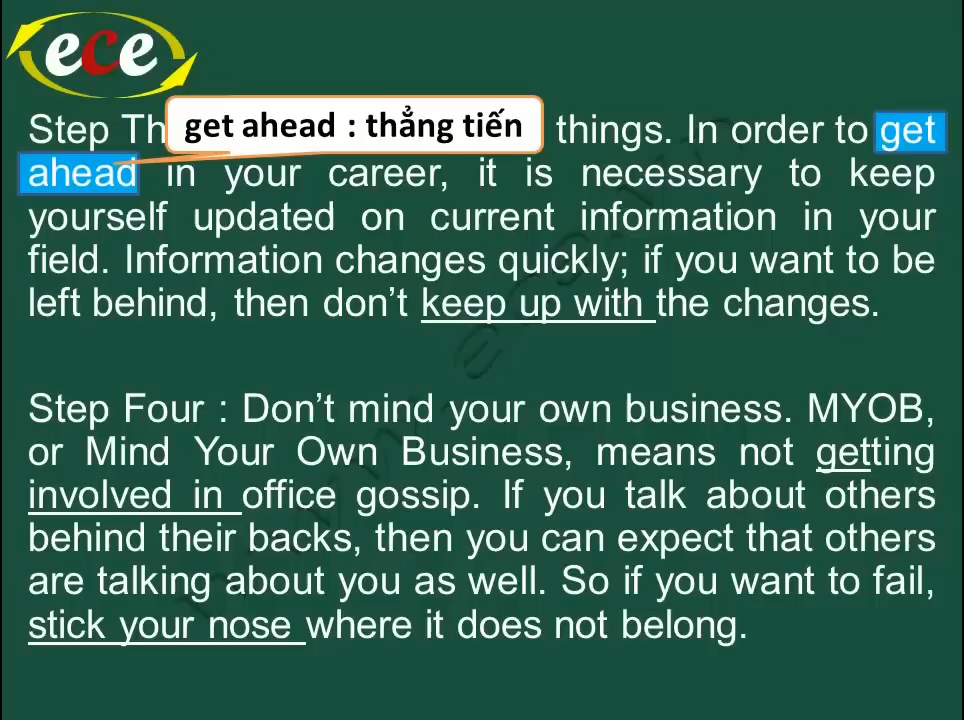 ece
Step Th
get ahead : thẳng tiến
things. In order to get
ahead in your career, it is necessary to keep
yourself updated on current information in your
field. Information changes quickly; if you want to be
left behind, then don’t keep up with the changes.
Step Four : Don’t mind your own business. MYOB,
or Mind Your Own Business, means not getting
involved in office gossip. If you talk about others
behind their backs, then you can expect that others
are talking about you as well. So if you want to fail,
stick your nose where it does not belong.